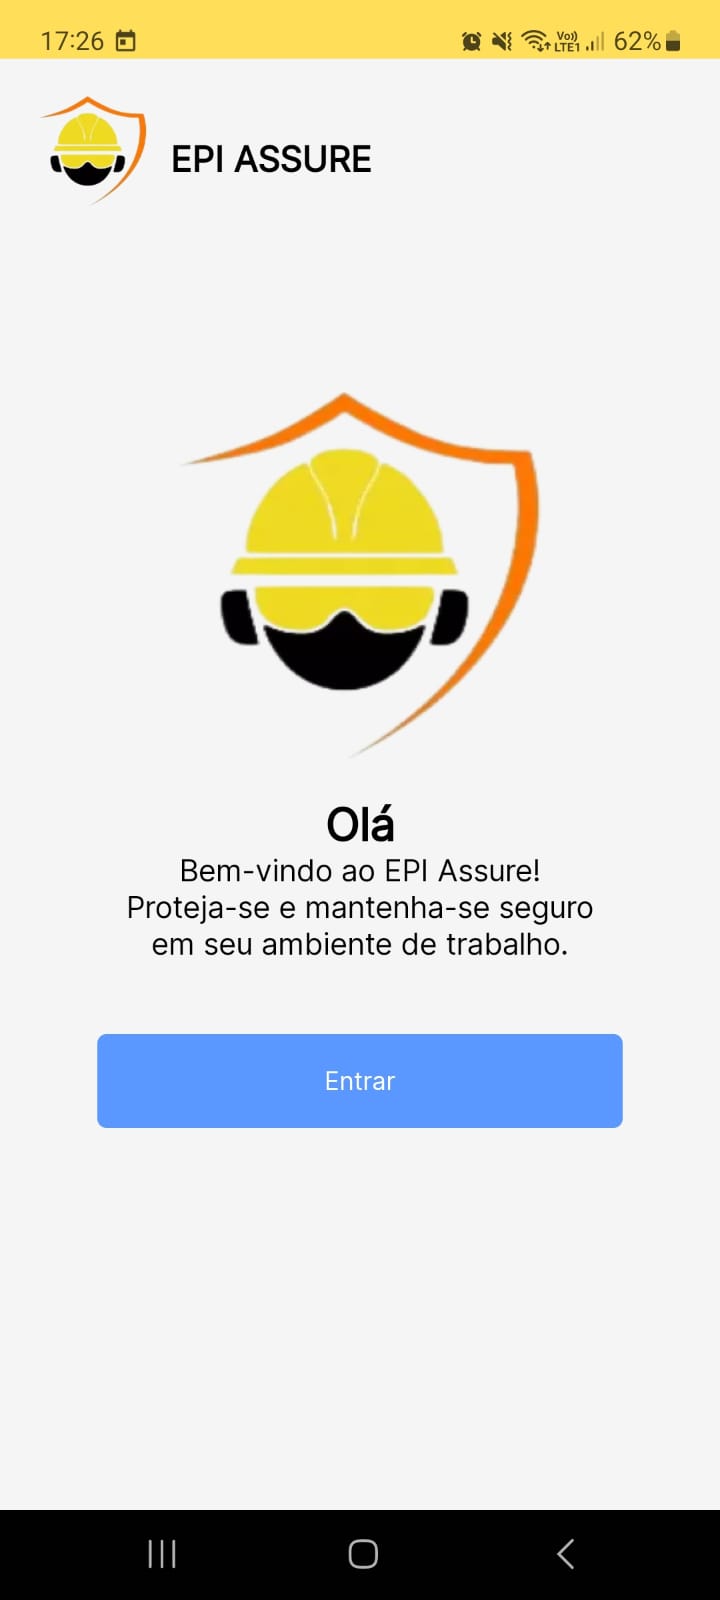 17:26
Vo)) LTE1 62%
EPI ASSURE
Olá
Bem-vindo ao EPI Assure!
Proteja-se e mantenha-se seguro
em seu ambiente de trabalho.
Entrar